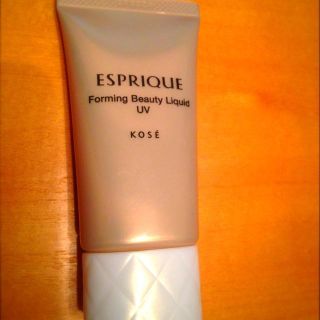 ESPRIQUE
Forming Beauty Liquid
UV
KOSÉ